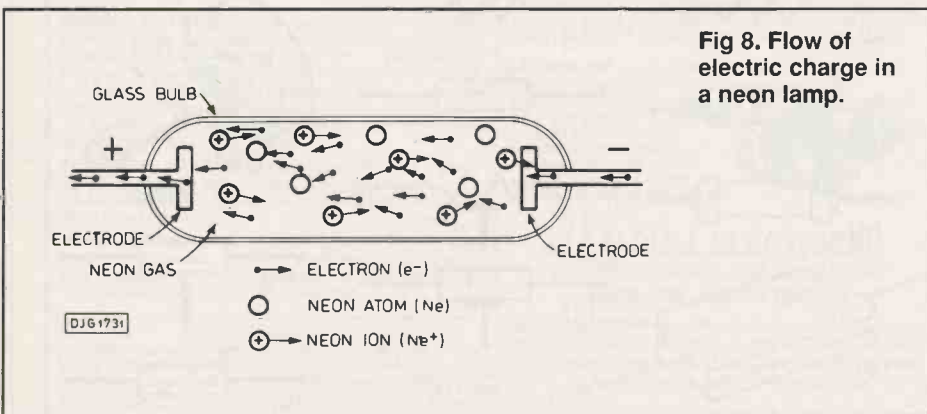 Fig 8. Flow of
electric charge in
a neon lamp.
GLASS BULB
+
−
ELECTRODE
NEON GAS
ELECTRODE
ELECTRON (e−)
NEON ATOM (Ne)
NEON ION (Ne+)
DJG1731